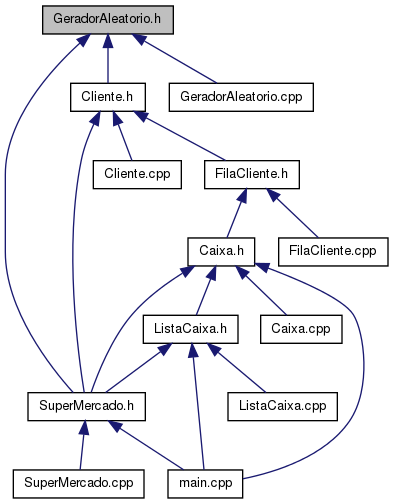 GeradorAleatorio.h
Cliente.h
GeradorAleatorio.cpp
Cliente.cpp
FilaCliente.h
Caixa.h
FilaCliente.cpp
ListaCaixa.h
Caixa.cpp
SuperMercado.h
ListaCaixa.cpp
SuperMercado.cpp
main.cpp